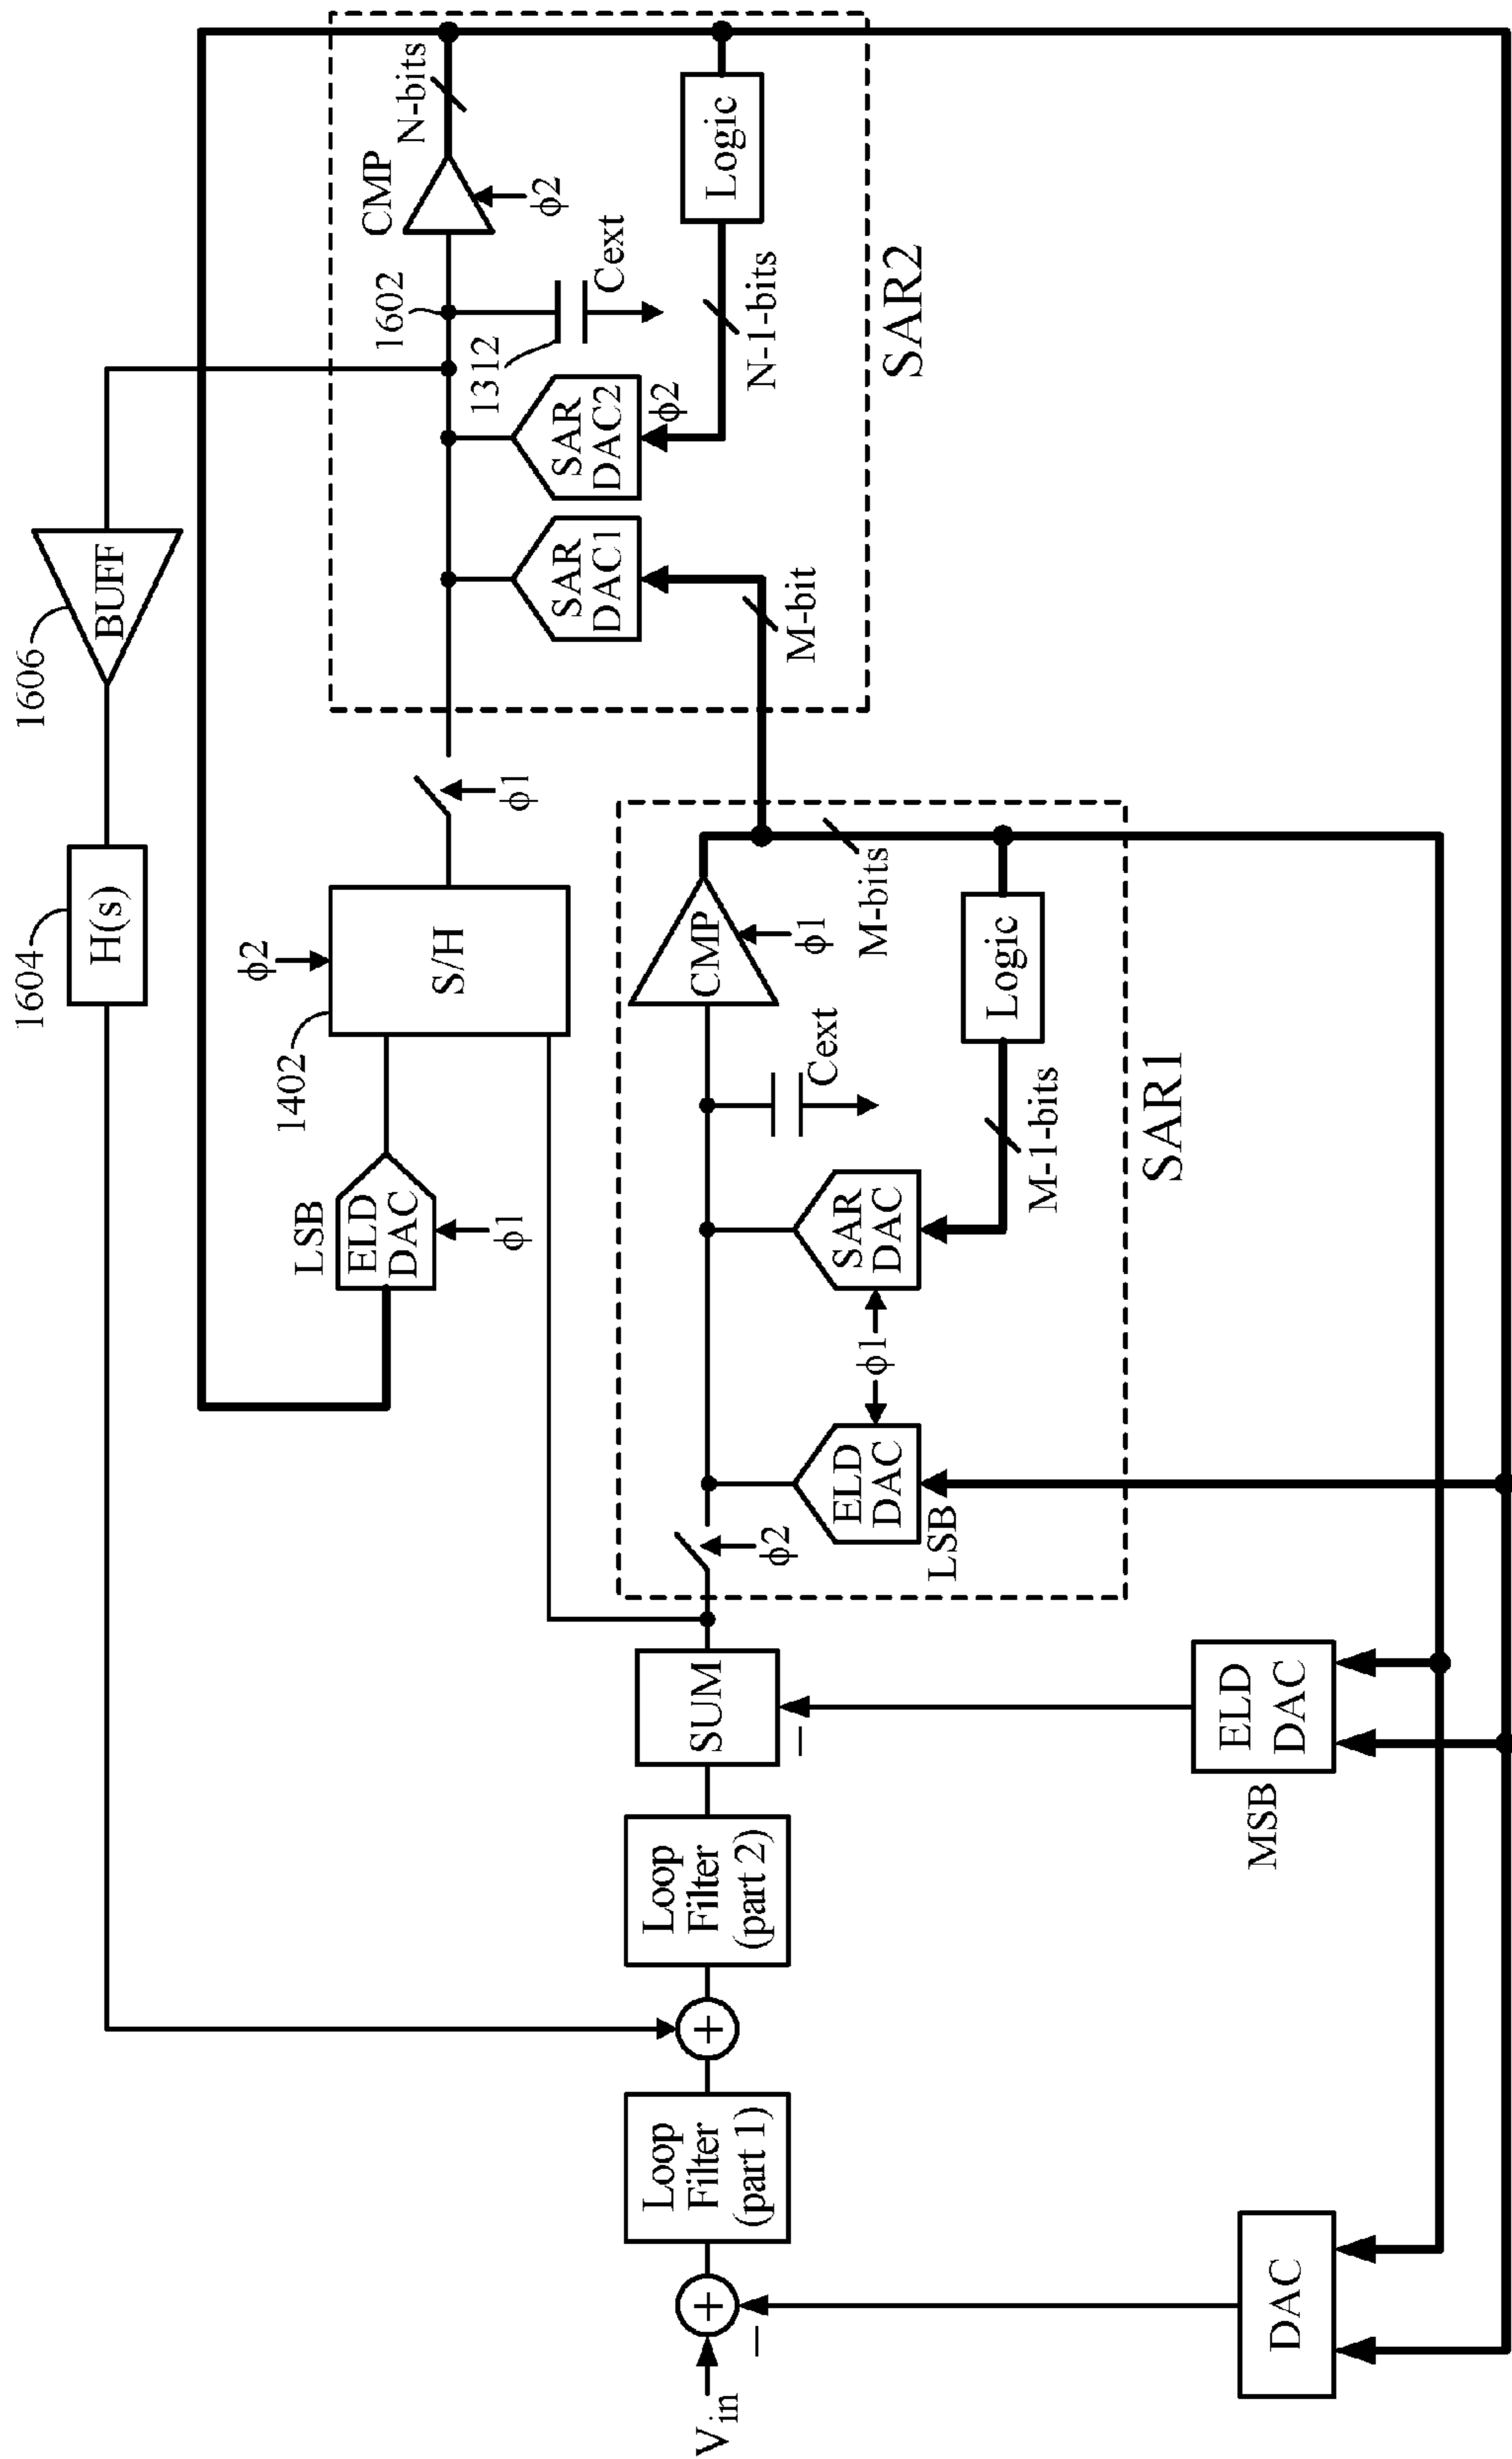 1604
H(s)
1606
BUFF
1402
ϕ2
S/H
LSB
ELD
DAC
ϕ1
ϕ1
1602
CMP
N-bits
ϕ2
1312
Cext
SAR
DAC1
SAR
DAC2
ϕ2
Logic
M-bit
N-1-bits
SAR2
Vin
+
−
Loop
Filter
(part 1)
+
Loop
Filter
(part 2)
SUM
−
ϕ2
ELD
DAC
LSB
ϕ1
SAR
DAC
Cext
CMP
ϕ1
M-bits
Logic
M-1-bits
SAR1
DAC
MSB
ELD
DAC